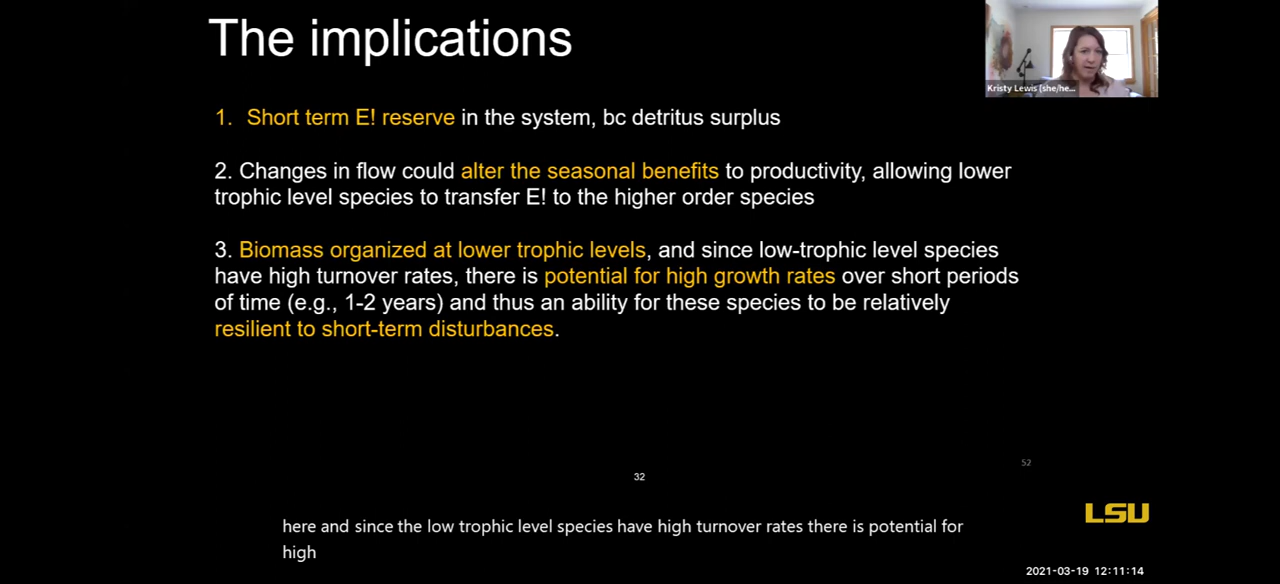 The implications
Kristy Lewis (she/he...
1. Short term E! reserve in the system, bc detritus surplus
2. Changes in flow could alter the seasonal benefits to productivity, allowing lower
trophic level species to transfer E! to the higher order species
3. Biomass organized at lower trophic levels, and since low-trophic level species
have high turnover rates, there is potential for high growth rates over short periods
of time (e.g., 1-2 years) and thus an ability for these species to be relatively
resilient to short-term disturbances.
52
32
LSU
here and since the low trophic level species have high turnover rates there is potential for
high
2021-03-19 12:11:14